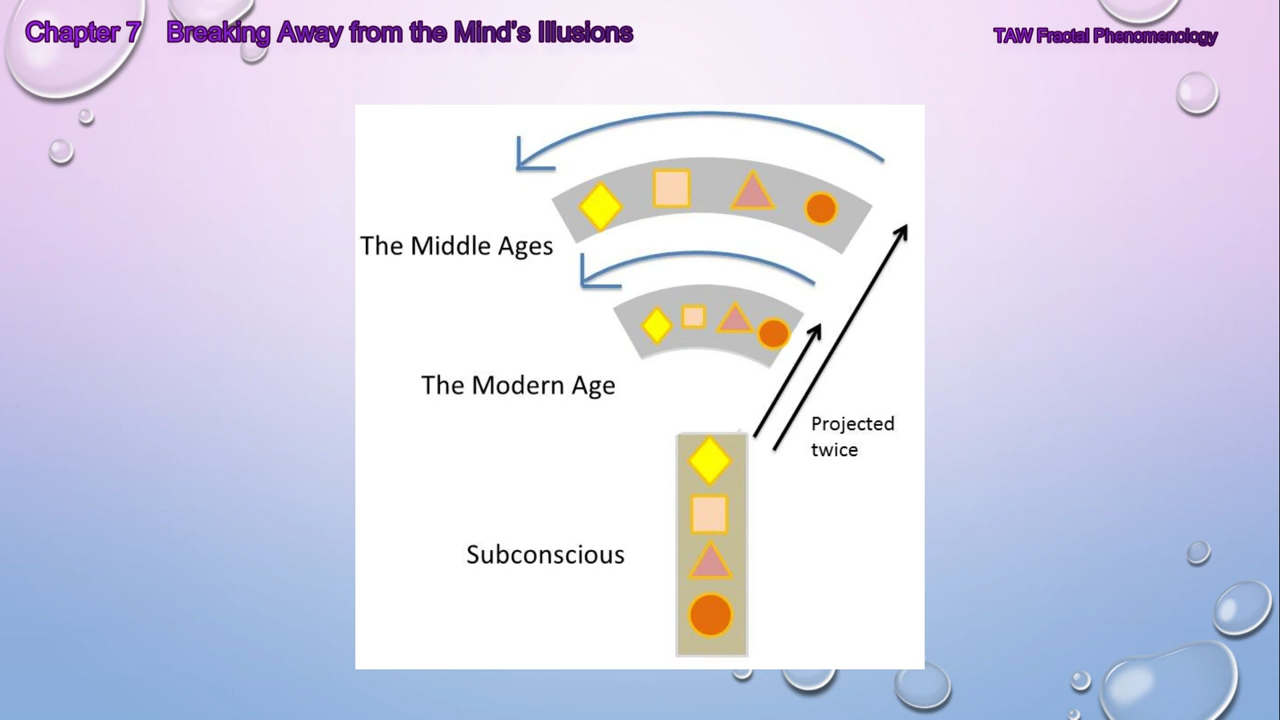 Chapter 7 Breaking Away from the Mind's Illusions
TAW Fractal Phenomenology
The Middle Ages
The Modern Age
Projected
twice
Subconscious